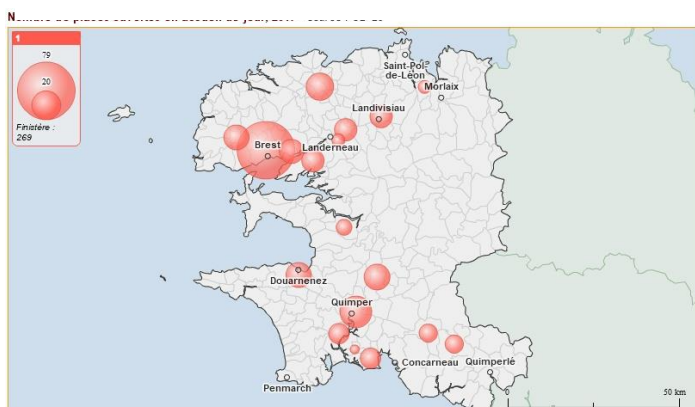 1
79
20
Finistère :
269
Saint-Pol-
de-Léon
Morlaix
Landivisiau
Brest
Landerneau
Douarnenez
Quimper
Concarneau
Quimperlé
Penmarch
0
50 km